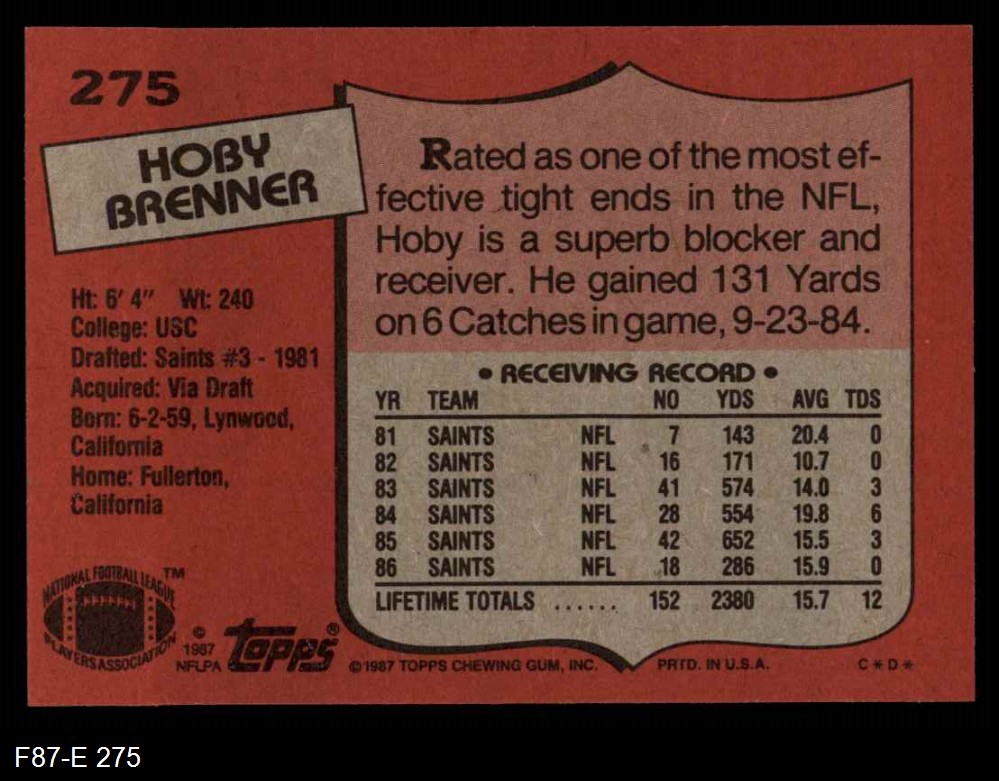 275
HOBY
BRENNER
Ht: 6' 4" Wt: 240
College: USC
Drafted: Saints #3 - 1981
Acquired: Via Draft
Born: 6-2-59, Lynwood,
California
Home: Fullerton,
California
Rated as one of the most ef-
fective tight ends in the NFL,
Hoby is a superb blocker and
receiver. He gained 131 Yards
on 6 Catches in game, 9-23-84.
• RECEIVING RECORD •
YR TEAM NO YDS AVG TDS
81 SAINTS NFL 7 143 20.4 0
82 SAINTS NFL 16 171 10.7 0
83 SAINTS NFL 41 574 14.0 3
84 SAINTS NFL 28 554 19.8 6
85 SAINTS NFL 42 652 15.5 3
86 SAINTS NFL 18 286 15.9 0
LIFETIME TOTALS ...... 152 2380 15.7 12
NATIONAL FOOTBALL LEAGUE TM
PLAYERS ASSOCIATION
© 1987 NFLPA
topps®
©1987 TOPPS CHEWING GUM, INC. PRTD. IN U.S.A. C*D*
F87-E 275